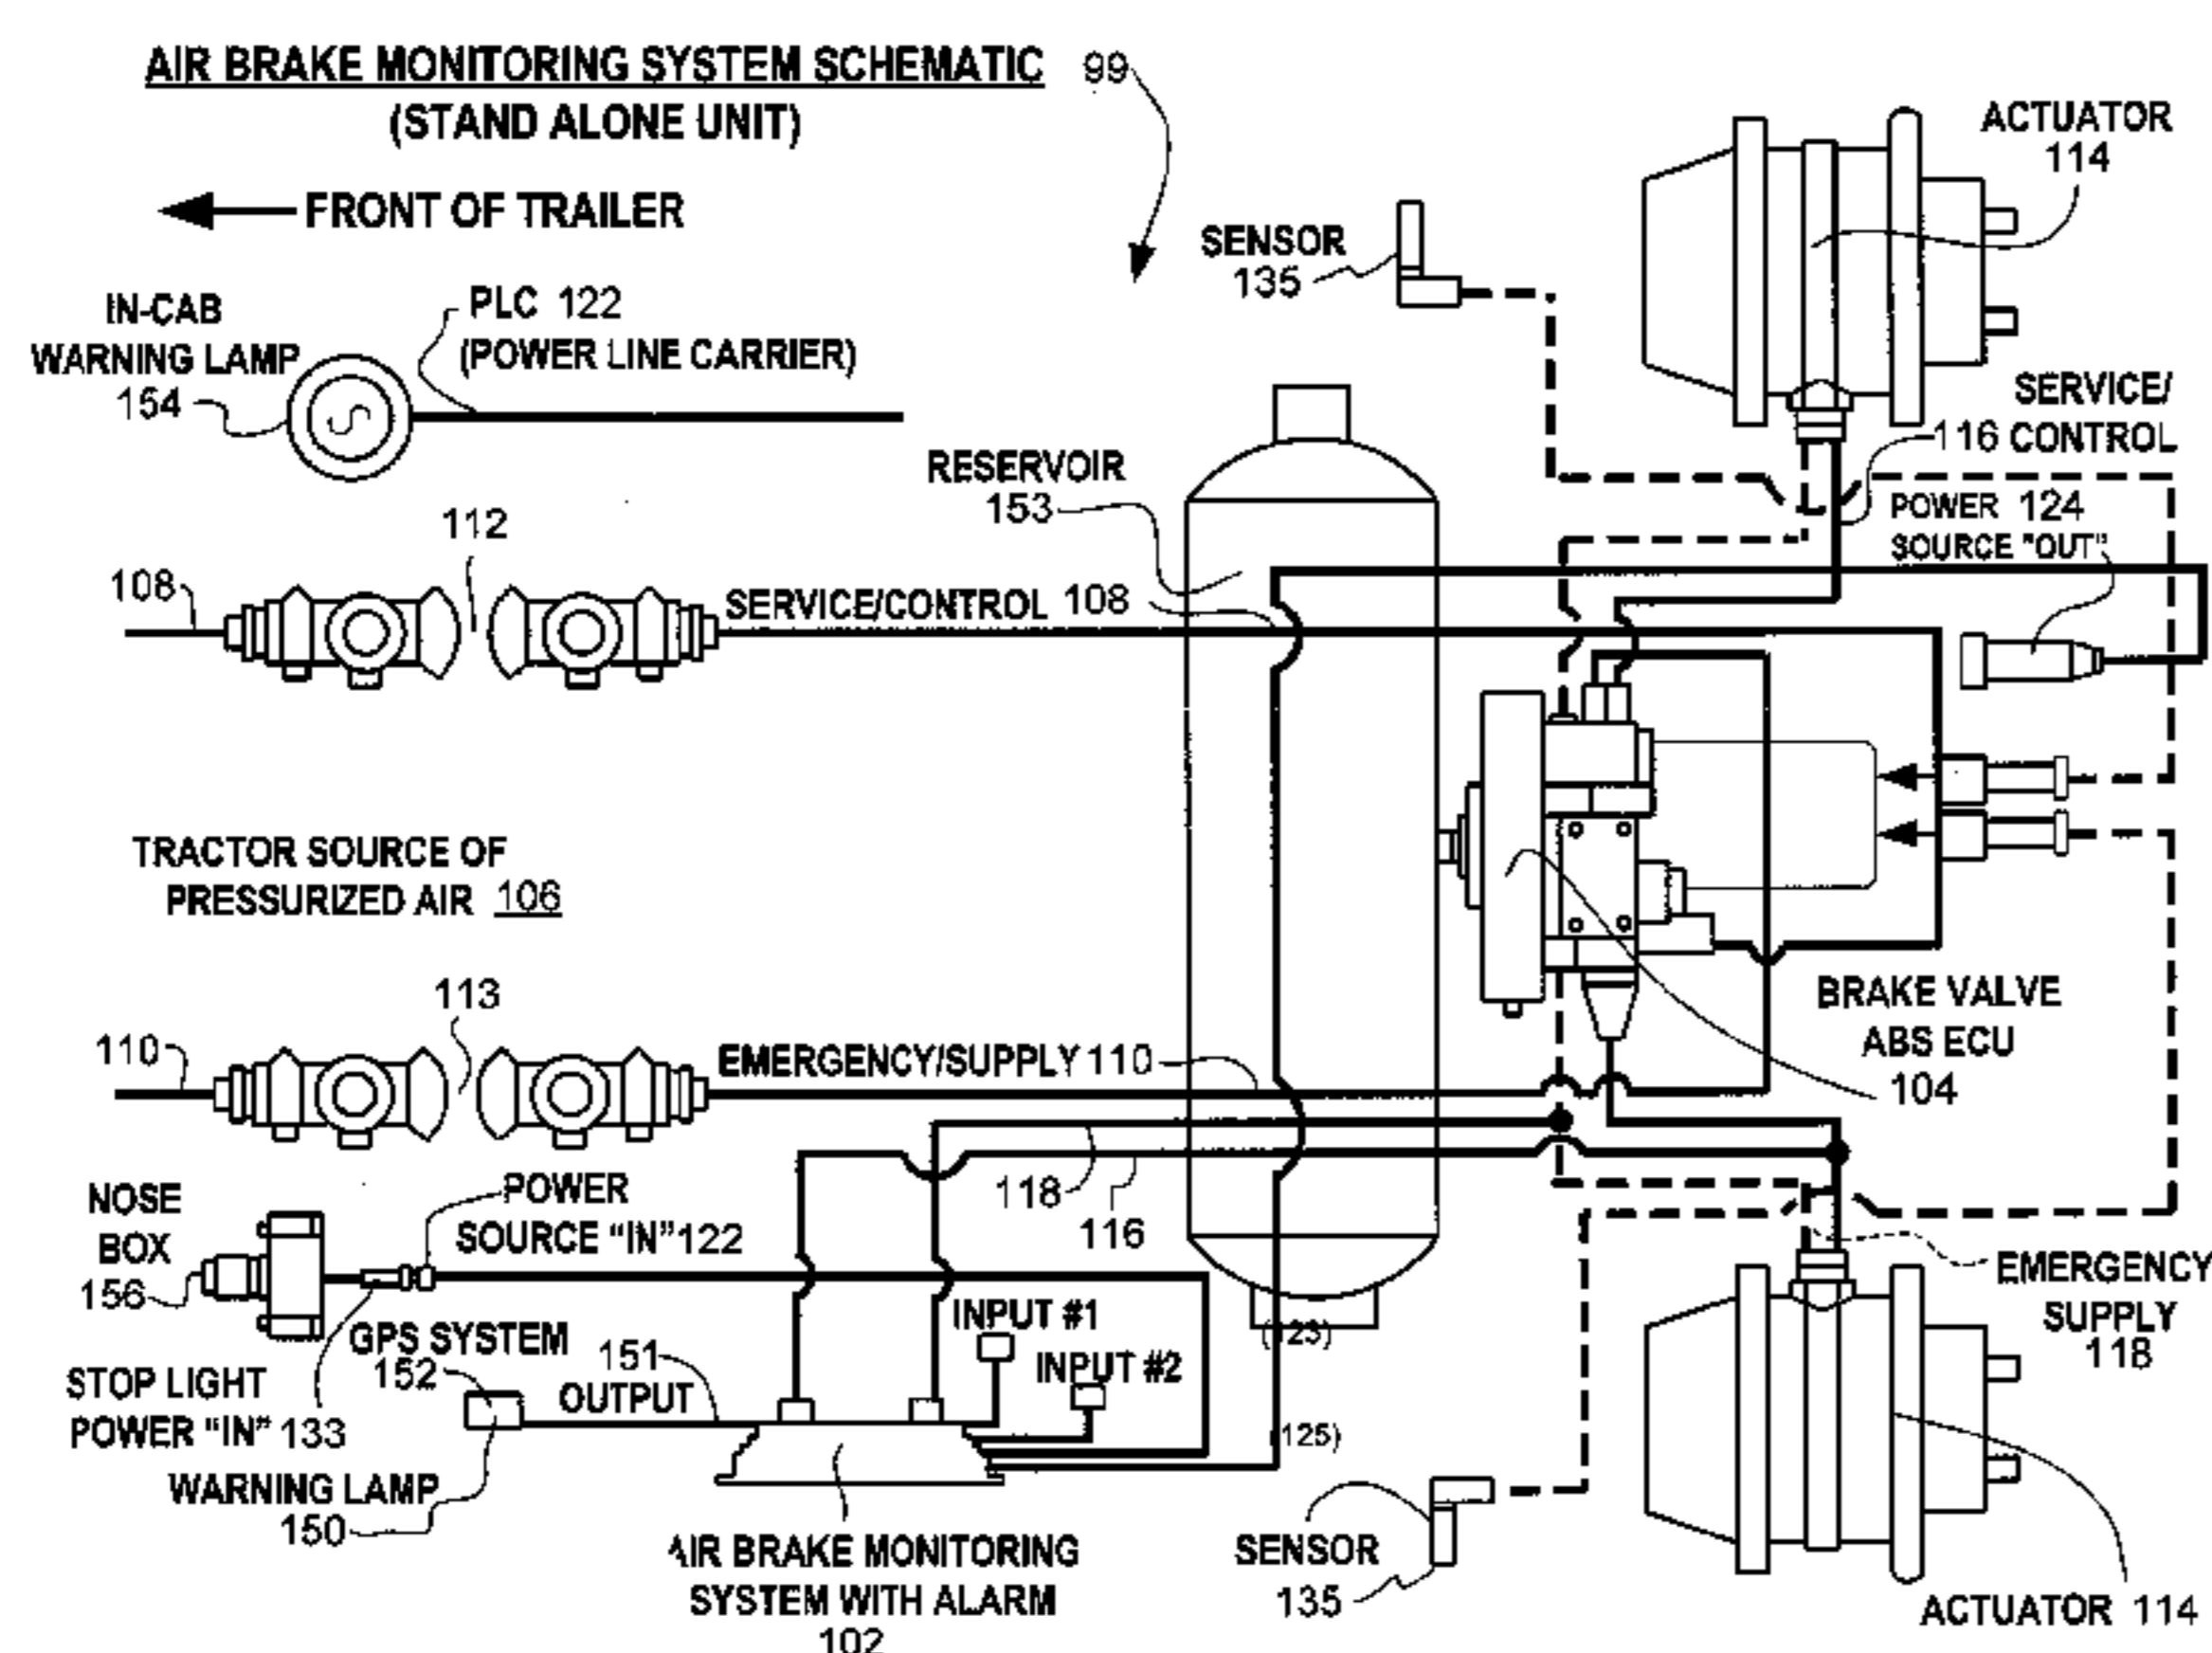 AIR BRAKE MONITORING SYSTEM SCHEMATIC
(STAND ALONE UNIT)
99
FRONT OF TRAILER
ACTUATOR
114
SENSOR
135
IN-CAB
WARNING LAMP
154
PLC 122
(POWER LINE CARRIER)
SERVICE/
116 CONTROL
RESERVOIR
153
POWER 124
SOURCE "OUT"
112
108
SERVICE/CONTROL 108
TRACTOR SOURCE OF
PRESSURIZED AIR 106
BRAKE VALVE
ABS ECU
104
113
110
EMERGENCY/SUPPLY 110
118
116
NOSE
BOX
156
POWER
SOURCE "IN" 122
EMERGENCY
SUPPLY
118
INPUT #1
INPUT #2
(125)
(125)
GPS SYSTEM
152
151
OUTPUT
STOP LIGHT
POWER "IN" 133
WARNING LAMP
150
AIR BRAKE MONITORING
SYSTEM WITH ALARM
102
SENSOR
135
ACTUATOR 114